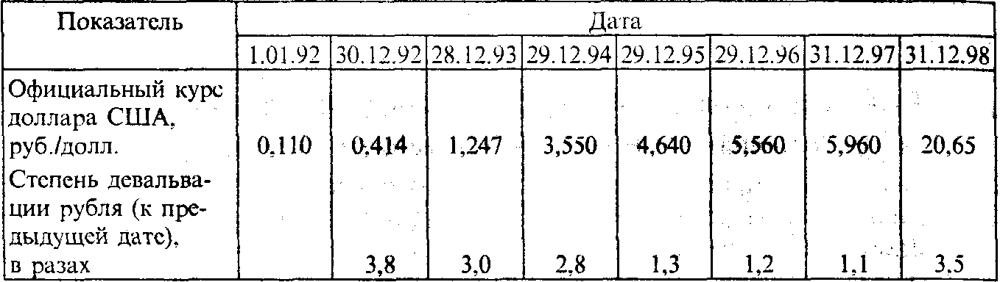 Показатель Дата
1.01.92 30.12.92 28.12.93 29.12.94 29.12.95 29.12.96 31.12.97 31.12.98
Официальный курс
доллара США,
руб./долл. 0,110 0,414 1,247 3,550 4,640 5,560 5,960 20,65
Степень девальва-
ции рубля (к пре-
дыдущей дате),
в разах 3,8 3,0 2,8 1,3 1,2 1,1 3,5